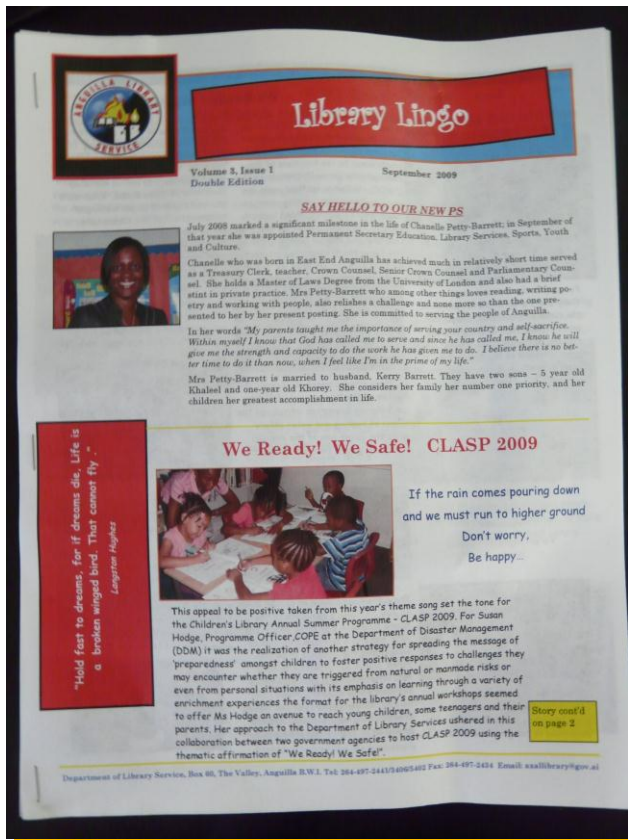 ANGUILLA LIBRARY
SERVICE
Library Lingo
Volume 3, Issue 1
Double Edition
September 2009
SAY HELLO TO OUR NEW PS
July 2008 marked a significant milestone in the life of Chanelle Petty-Barrett; in September of
that year she was appointed Permanent Secretary Education, Library Services, Sports, Youth
and Culture.
Chanelle who was born in East End Anguilla has achieved much in relatively short time served
as a Treasury Clerk, teacher, Crown Counsel, Senior Crown Counsel and Parliamentary Coun-
sel. She holds a Master of Laws Degree from the University of London and also had a brief
stint in private practice. Mrs Petty-Barrett who among other things loves reading, writing po-
etry and working with people, also relishes a challenge and none more so than the one pre-
sented to her by her present posting. She is committed to serving the people of Anguilla.
In her words "My parents taught me the importance of serving your country and self-sacrifice.
Within myself I know that God has called me to serve and since he has called me, I know he will
give me the strength and capacity to do the work he has given me to do. I believe there is no bet-
ter time to do it than now, when I feel like I'm in the prime of my life."
Mrs Petty-Barrett is married to husband, Kerry Barrett. They have two sons – 5 year old
Khaleel and one-year old Khorey. She considers her family her number one priority, and her
children her greatest accomplishment in life.
"Hold fast to dreams, for if dreams die, Life is
a broken winged bird. That cannot fly ."
Langston Hughes
We Ready! We Safe! CLASP 2009
If the rain comes pouring down
and we must run to higher ground
Don't worry,
Be happy...
This appeal to be positive taken from this year's theme song set the tone for
the Children's Library Annual Summer Programme - CLASP 2009. For Susan
Hodge, Programme Officer,COPE at the Department of Disaster Management
(DDM) it was the realization of another strategy for spreading the message of
'preparedness' amongst children to foster positive responses to challenges they
may encounter whether they are triggered from natural or manmade risks or
even from personal situations with its emphasis on learning through a variety of
enrichment experiences the format for the library's annual workshops seemed
to offer Ms Hodge an avenue to reach young children, some teenagers and their
parents. Her approach to the Department of Library Services ushered in this
collaboration between two government agencies to host CLASP 2009 using the
thematic affirmation of "We Ready! We Safe!".
Story cont'd
on page 2
Department of Library Service, Box 60, The Valley, Anguilla B.W.I. Tel: 264-497-2441/2406/5402 Fax: 264-497-2434 Email: axallibrary@gov.ai